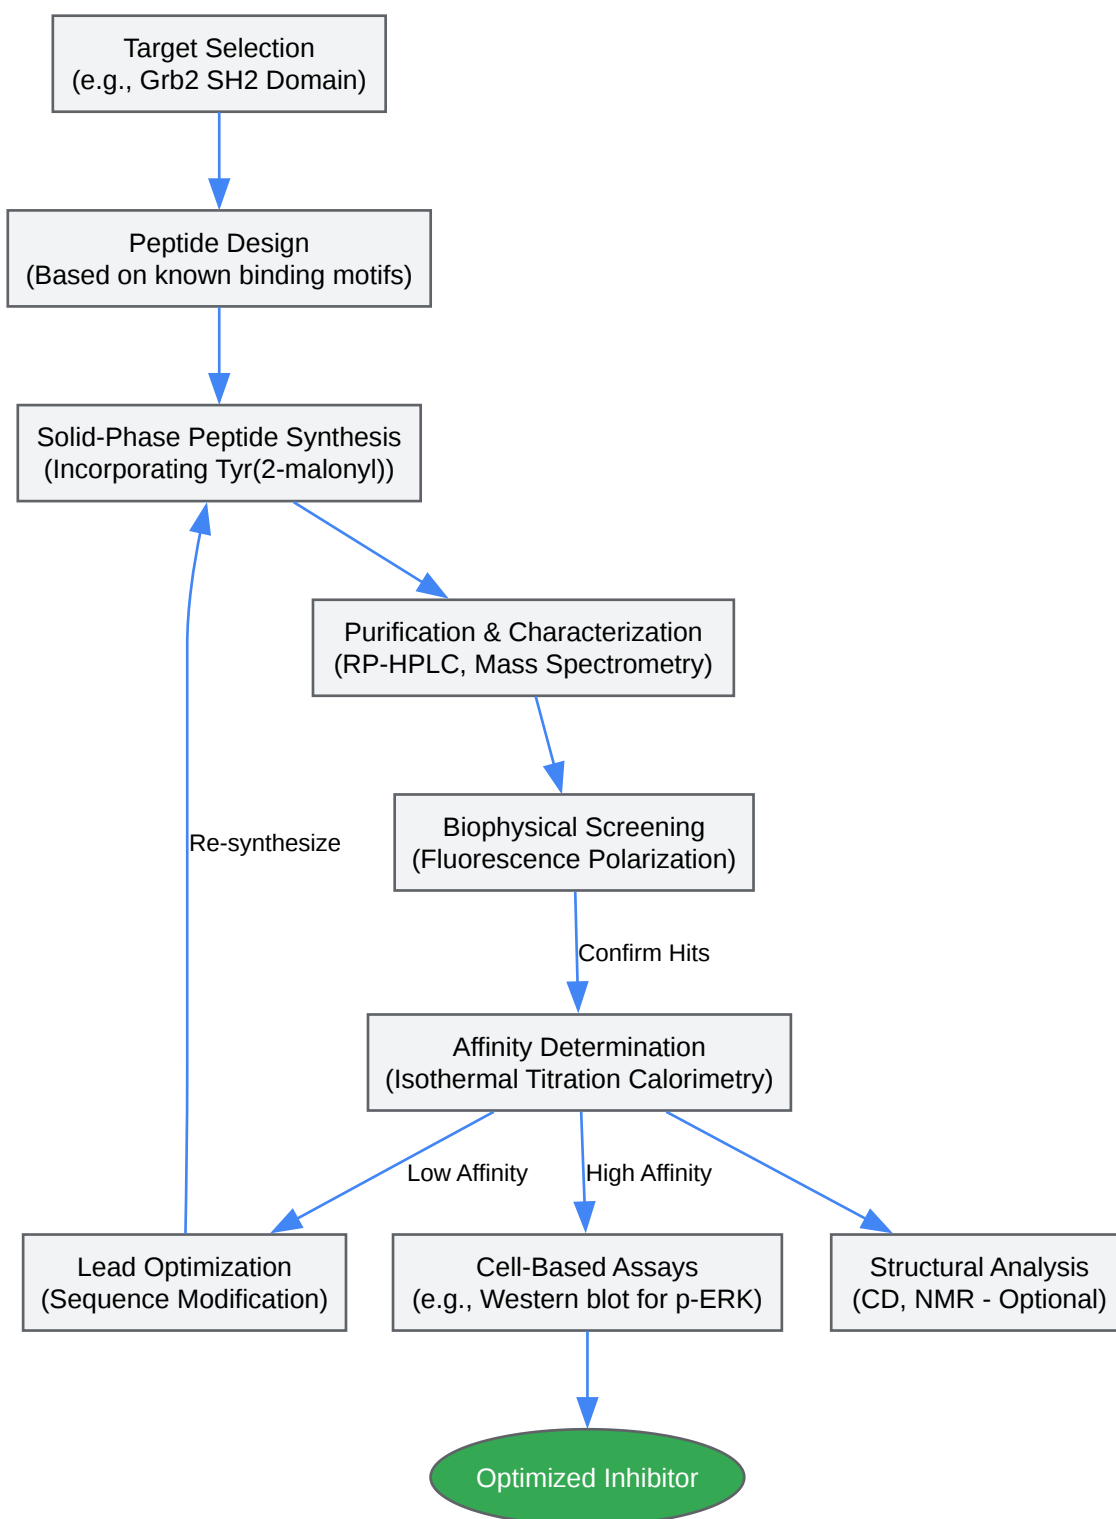 Target Selection
(e.g., Grb2 SH2 Domain)
Peptide Design
(Based on known binding motifs)
Solid-Phase Peptide Synthesis
(Incorporating Tyr(2-malonyl))
Purification & Characterization
(RP-HPLC, Mass Spectrometry)
Biophysical Screening
(Fluorescence Polarization)
Re-synthesize
Confirm Hits
Affinity Determination
(Isothermal Titration Calorimetry)
Low Affinity
High Affinity
Lead Optimization
(Sequence Modification)
Cell-Based Assays
(e.g., Western blot for p-ERK)
Structural Analysis
(CD, NMR - Optional)
Optimized Inhibitor